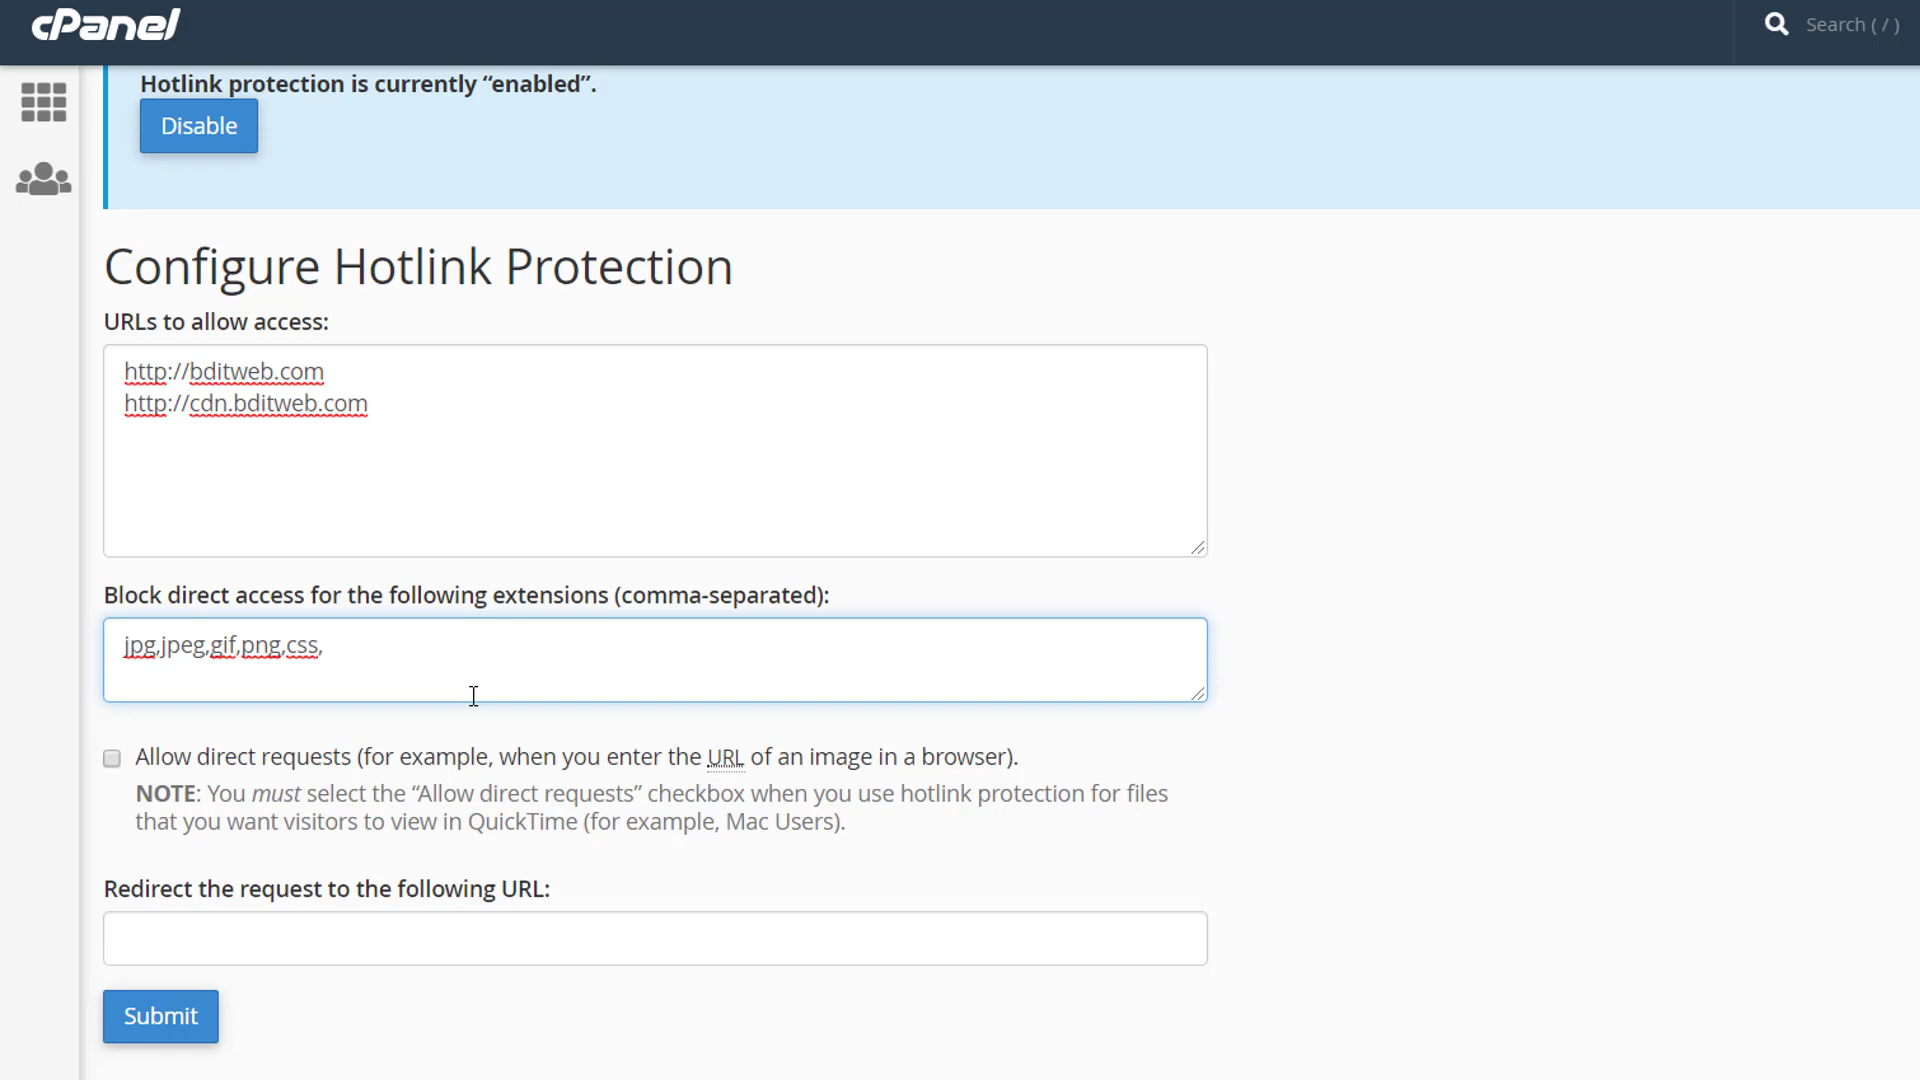 cPanel
Search ( / )
Hotlink protection is currently “enabled”.
Disable
Configure Hotlink Protection
URLs to allow access:
http://bditweb.com
http://cdn.bditweb.com
Block direct access for the following extensions (comma-separated):
jpg,jpeg,gif,png,css,
Allow direct requests (for example, when you enter the URL of an image in a browser).
NOTE: You must select the “Allow direct requests” checkbox when you use hotlink protection for files
that you want visitors to view in QuickTime (for example, Mac Users).
Redirect the request to the following URL:
Submit